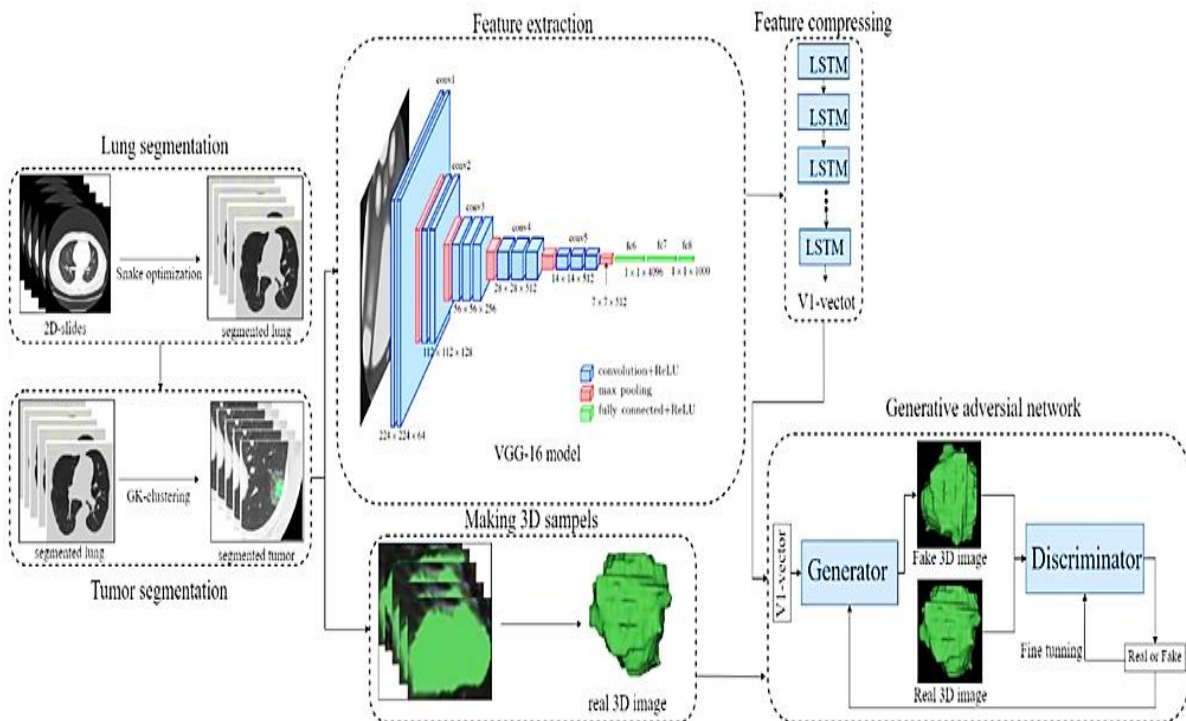 Lung segmentation
2D-slides
Snake optimization
segmented lung
segmented lung
GK-clustering
segmented tumor
Tumor segmentation
Feature extraction
conv1
conv2
conv3
conv4
conv5
fc6
fc7
fc8
1 × 1 × 4096
1 × 1 × 1000
14 × 14 × 512
28 × 28 × 512
7 × 7 × 512
56 × 56 × 256
112 × 112 × 128
224 × 224 × 64
convolution+ReLU
max pooling
fully connected+ReLU
VGG-16 model
Feature compressing
LSTM
LSTM
LSTM
LSTM
V1-vectot
Making 3D sampels
real 3D image
Generative adversial network
V1-vector
Generator
Fake 3D image
Real 3D image
Discriminator
Fine tunning
Real or Fake